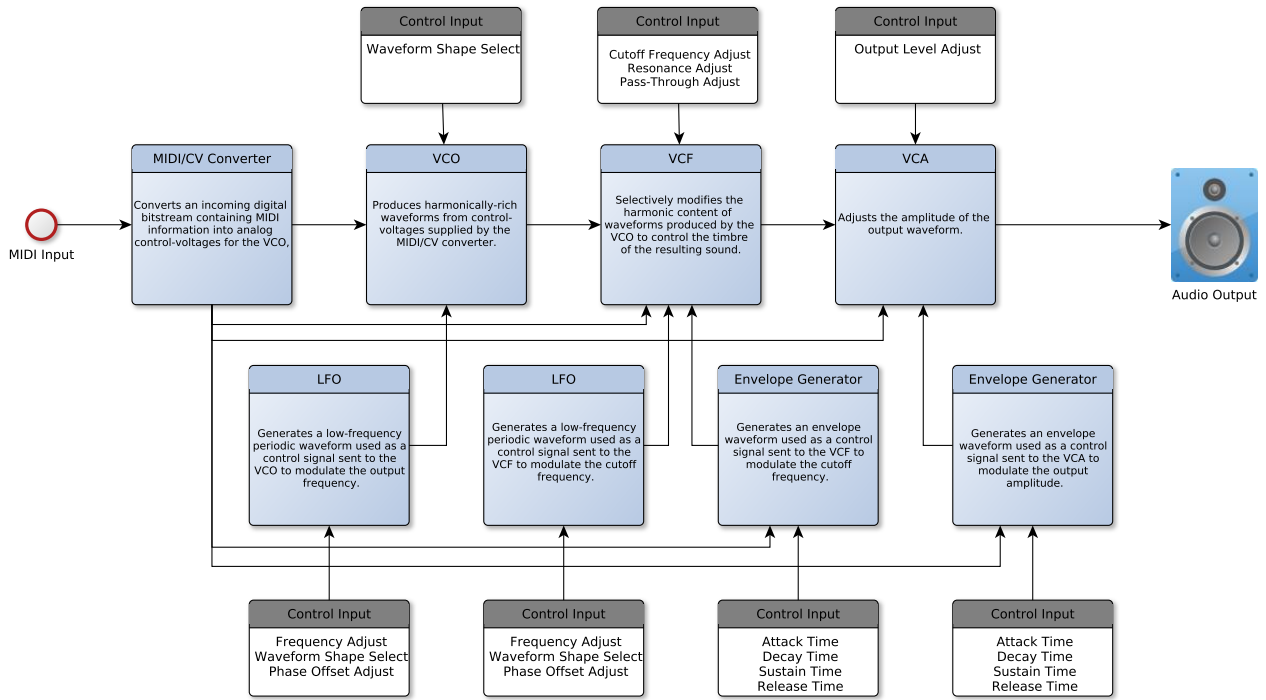 Control Input
Waveform Shape Select
Control Input
Cutoff Frequency Adjust
Resonance Adjust
Pass-Through Adjust
Control Input
Output Level Adjust
MIDI Input
MIDI/CV Converter
Converts an incoming digital
bitstream containing MIDI
information into analog
control-voltages for the VCO,
VCO
Produces harmonically-rich
waveforms from control-
voltages supplied by the
MIDI/CV converter.
VCF
Selectively modifies the
harmonic content of
waveforms produced by the
VCO to control the timbre
of the resulting sound.
VCA
Adjusts the amplitude of the
output waveform.
Audio Output
LFO
Generates a low-frequency
periodic waveform used as a
control signal sent to the
VCO to modulate the output
frequency.
LFO
Generates a low-frequency
periodic waveform used as a
control signal sent to the
VCF to modulate the cutoff
frequency.
Envelope Generator
Generates an envelope
waveform used as a control
signal sent to the VCF to
modulate the cutoff
frequency.
Envelope Generator
Generates an envelope
waveform used as a control
signal sent to the VCA to
modulate the output
amplitude.
Control Input
Frequency Adjust
Waveform Shape Select
Phase Offset Adjust
Control Input
Frequency Adjust
Waveform Shape Select
Phase Offset Adjust
Control Input
Attack Time
Decay Time
Sustain Time
Release Time
Control Input
Attack Time
Decay Time
Sustain Time
Release Time